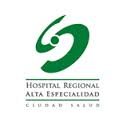 HOSPITAL REGIONAL
ALTA ESPECIALIDAD
CIUDAD SALUD